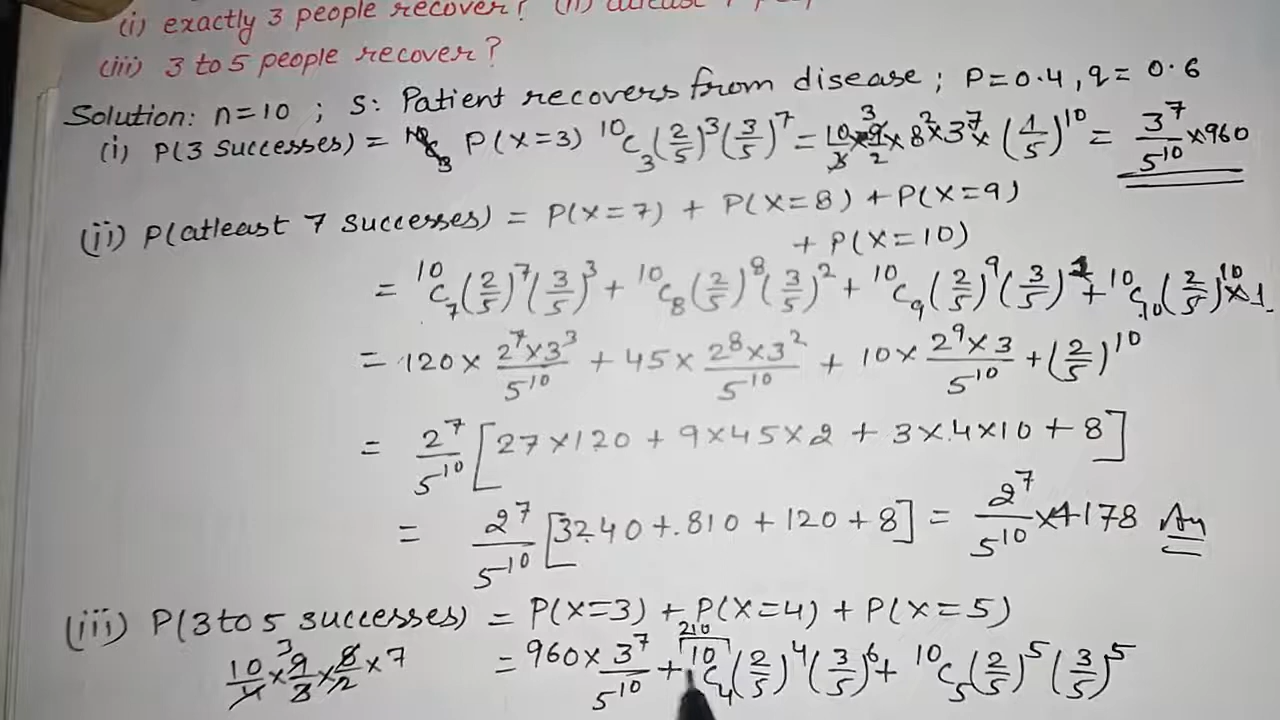 (i) exactly 3 people recover? (ii) atleast 7
(iii) 3 to 5 people recover?
Solution: n=10 ; S: Patient recovers from disease ; P=0.4, q=0.6
(i) P(3 successes) = P(X=3) ¹⁰C₃(2/5)³(3/5)⁷ = 10×9/3×2 ×8×3⁷×(1/5)¹⁰ = 3⁷/5¹⁰ ×960
(ii) P(atleast 7 successes) = P(X=7) + P(X=8) + P(X=9)
+ P(X=10)
= ¹⁰C₇(2/5)⁷(3/5)³ + ¹⁰C₈(2/5)⁸(3/5)² + ¹⁰C₉(2/5)⁹(3/5)¹ + ¹⁰C₁₀(2/5)¹⁰×1
= 120× 2⁷×3³/5¹⁰ + 45× 2⁸×3²/5¹⁰ + 10× 2⁹×3/5¹⁰ + (2/5)¹⁰
= 2⁷/5¹⁰ [27×120 + 9×45×2 + 3×4×10 + 8]
= 2⁷/5¹⁰ [3240 + 810 + 120 + 8] = 2⁷/5¹⁰ ×4178 Ans
(iii) P(3 to 5 successes) = P(X=3) + P(X=4) + P(X=5)
210
10/4 × 9/3 × 8/2 ×7 = 960× 3⁷/5¹⁰ + ¹⁰C₄(2/5)⁴(3/5)⁶ + ¹⁰C₅(2/5)⁵(3/5)⁵